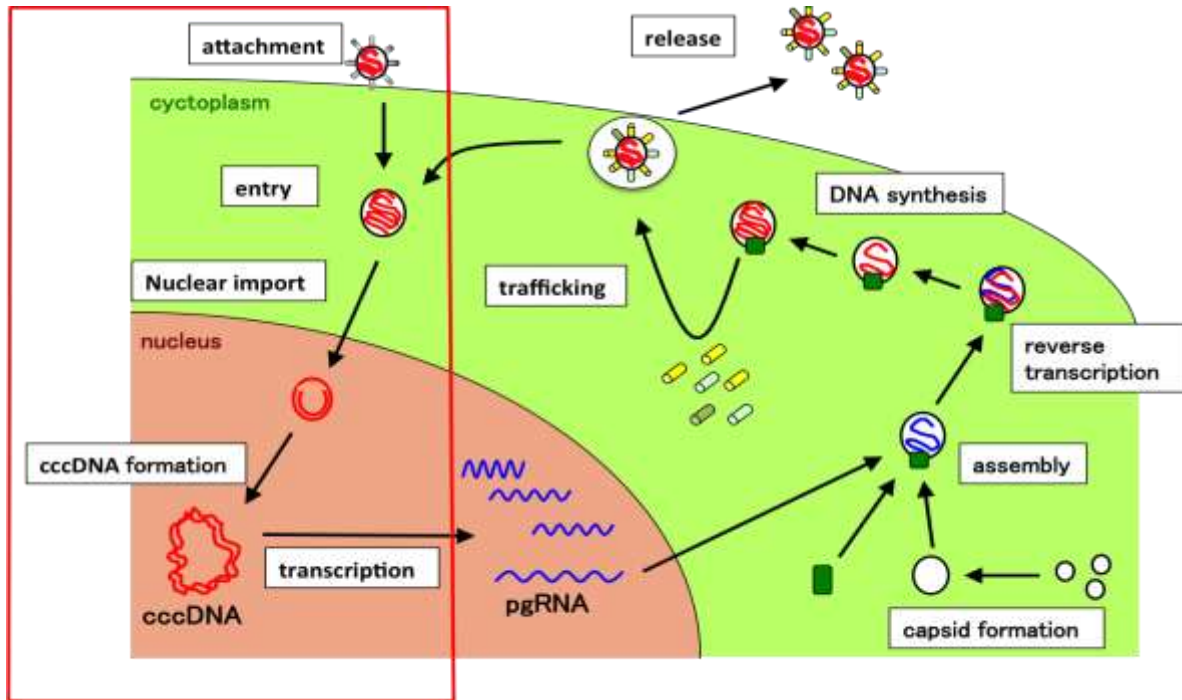 attachment
release
cyctoplasm
entry
DNA synthesis
Nuclear import
trafficking
nucleus
reverse
transcription
cccDNA formation
assembly
transcription
pgRNA
cccDNA
capsid formation